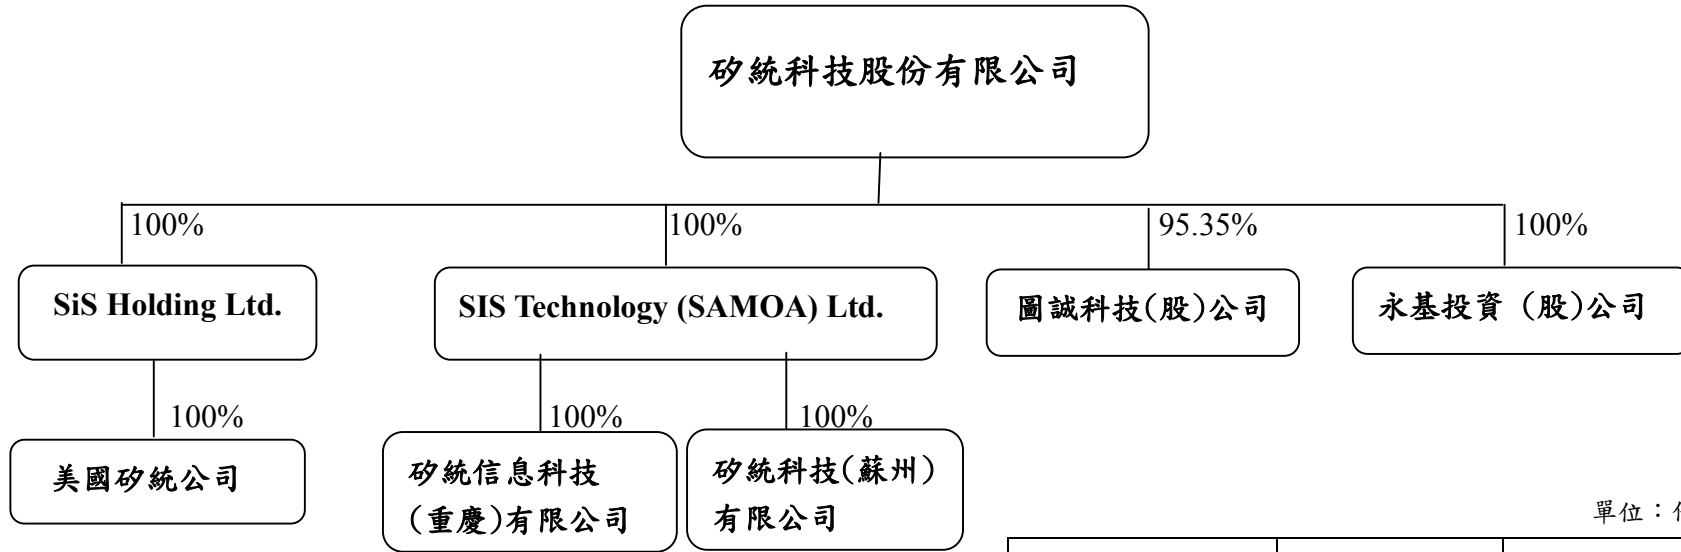 矽統科技股份有限公司
100%
100%
95.35%
100%
SiS Holding Ltd.
SIS Technology (SAMOA) Ltd.
圖誠科技(股)公司
永基投資 (股)公司
100%
100%
100%
美國矽統公司
矽統信息科技
(重慶)有限公司
矽統科技(蘇州)
有限公司
單位：